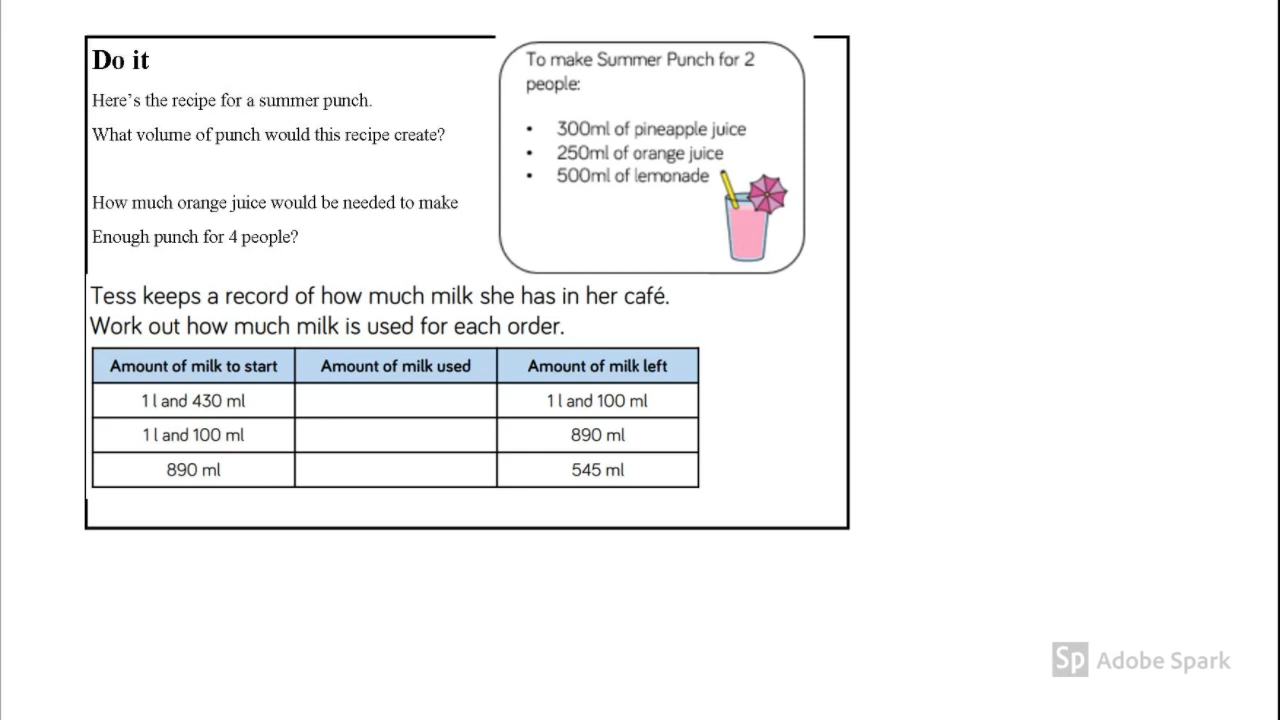 Do it
Here's the recipe for a summer punch.
What volume of punch would this recipe create?
How much orange juice would be needed to make
Enough punch for 4 people?
To make Summer Punch for 2
people:
• 300ml of pineapple juice
• 250ml of orange juice
• 500ml of lemonade
Tess keeps a record of how much milk she has in her café.
Work out how much milk is used for each order.
Amount of milk to start Amount of milk used Amount of milk left
1 l and 430 ml 1 l and 100 ml
1 l and 100 ml 890 ml
890 ml 545 ml
Sp Adobe Spark